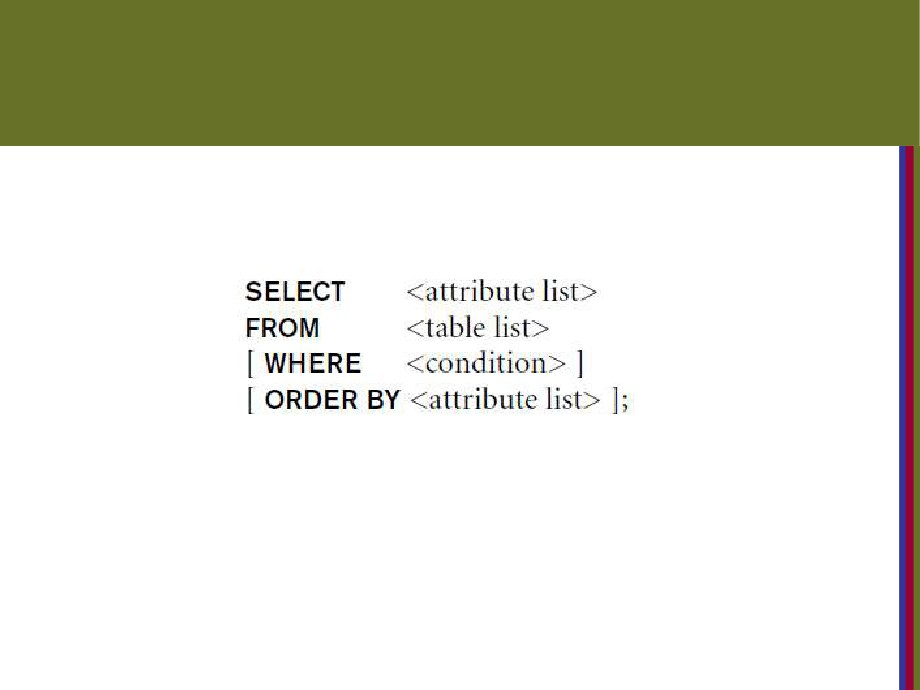 SELECT <attribute list>
FROM <table list>
[ WHERE <condition> ]
[ ORDER BY <attribute list> ];